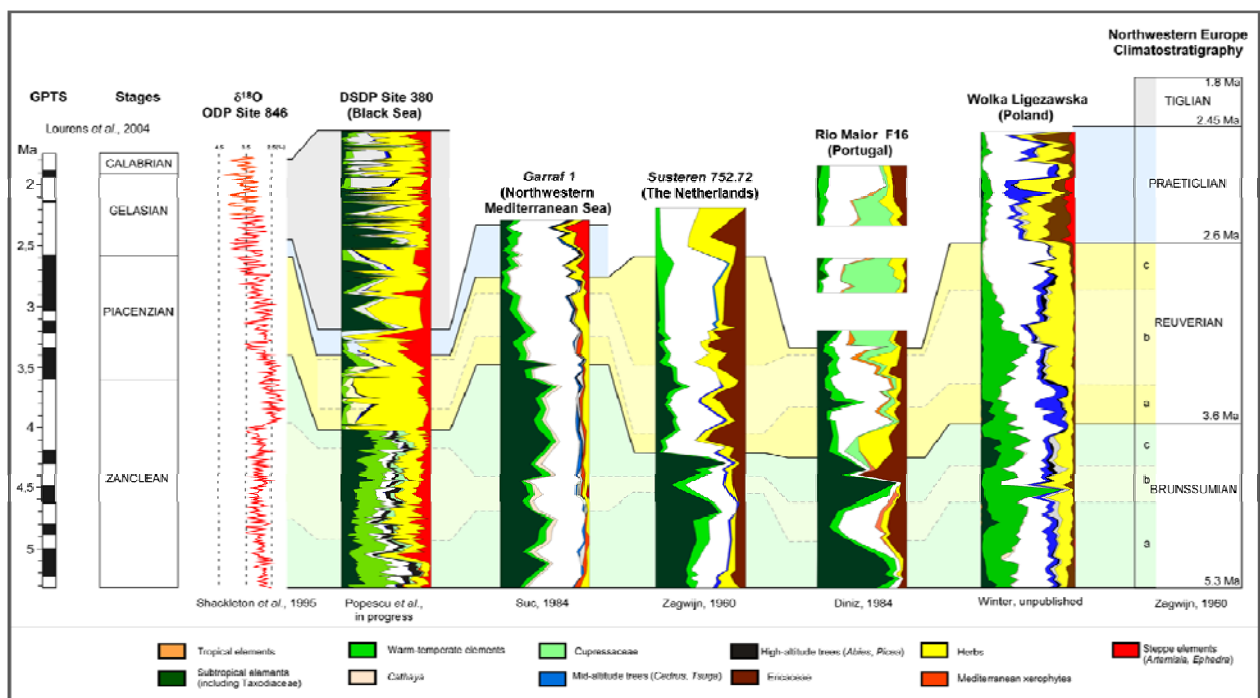 Northwestern Europe
Climatostratigraphy
GPTS
Stages
δ18O
ODP Site 846
DSDP Site 380
(Black Sea)
Garraf 1
(Northwestern
Mediterranean Sea)
Susteren 752.72
(The Netherlands)
Rio Maior F16
(Portugal)
Wolka Ligezawska
(Poland)
Lourens et al., 2004
Ma
2
2,5
3
3,5
4
4,5
5
CALABRIAN
GELASIAN
PIACENZIAN
ZANCLEAN
1.8 Ma
TIGLIAN
2.45 Ma
PRAETIGLIAN
2.6 Ma
c
REUVERIAN
b
a
3.6 Ma
c
b
BRUNSSUMIAN
a
5.3 Ma
Shackleton et al., 1995
Popescu et al.,
in progress
Suc, 1984
Zagwijn, 1960
Diniz, 1984
Winter, unpublished
Zagwijn, 1960
Tropical elements
Warm-temperate elements
Cupressaceae
High-altitude trees (Abies, Picea)
Herbs
Steppe elements
(Artemisia, Ephedra)
Subtropical elements
(including Taxodiaceae)
Cathaya
Mid-altitude trees (Cedrus, Tsuga)
Ericaceae
Mediterranean xerophytes